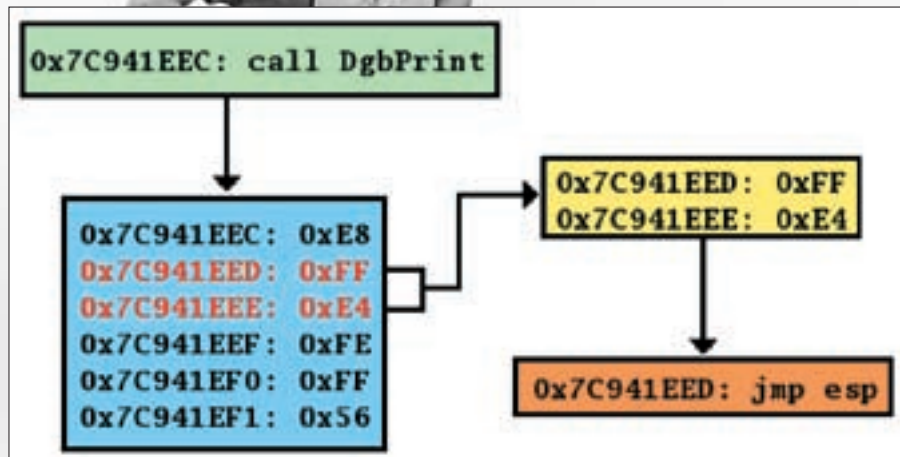 0x7C941EEC: call DgbPrint
0x7C941EEC: 0xE8
0x7C941EED: 0xFF
0x7C941EEE: 0xE4
0x7C941EEF: 0xFE
0x7C941EF0: 0xFF
0x7C941EF1: 0x56
0x7C941EED: 0xFF
0x7C941EEE: 0xE4
0x7C941EED: jmp esp